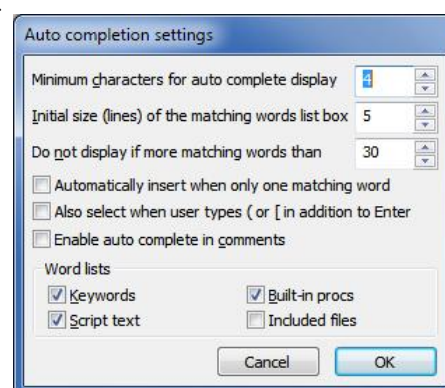 Auto completion settings
Minimum characters for auto complete display 4
Initial size (lines) of the matching words list box 5
Do not display if more matching words than 30
Automatically insert when only one matching word
Also select when user types ( or [ in addition to Enter
Enable auto complete in comments
Word lists
Keywords Built-in procs
Script text Included files
Cancel OK